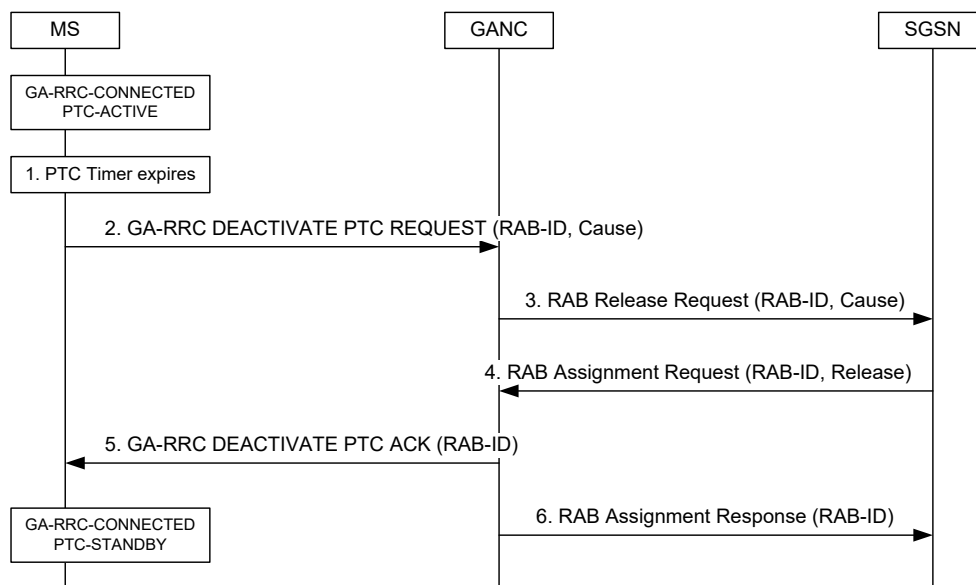 MS
GANC
SGSN
GA-RRC-CONNECTED
PTC-ACTIVE
1. PTC Timer expires
2. GA-RRC DEACTIVATE PTC REQUEST (RAB-ID, Cause)
3. RAB Release Request (RAB-ID, Cause)
4. RAB Assignment Request (RAB-ID, Release)
5. GA-RRC DEACTIVATE PTC ACK (RAB-ID)
GA-RRC-CONNECTED
PTC-STANDBY
6. RAB Assignment Response (RAB-ID)